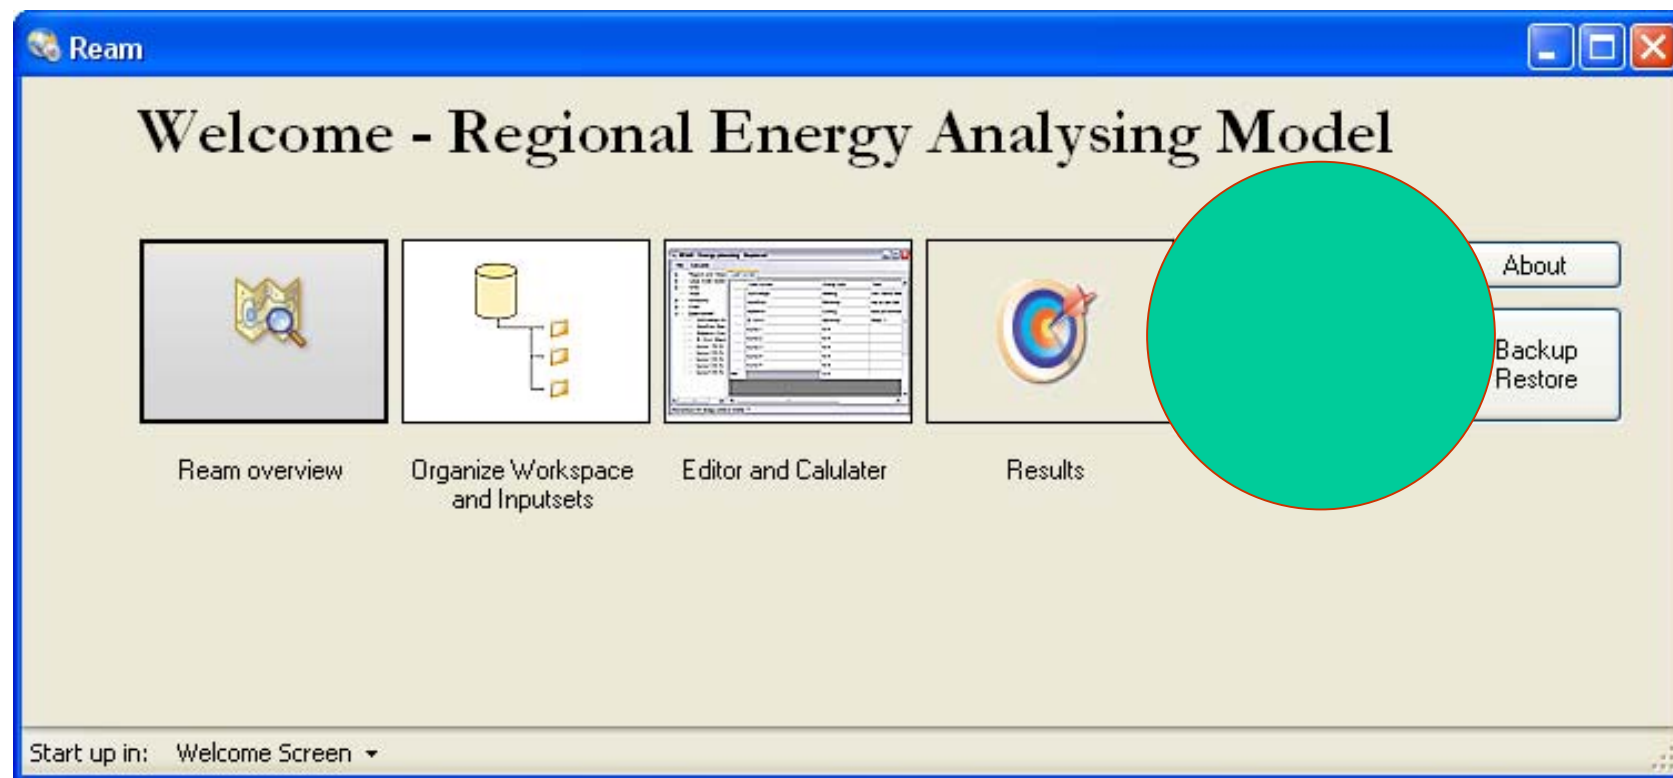 Ream
Welcome - Regional Energy Analysing Model
About
Backup
Restore
Ream overview
Organize Workspace
and Inputsets
Editor and Calulater
Results
Start up in: Welcome Screen